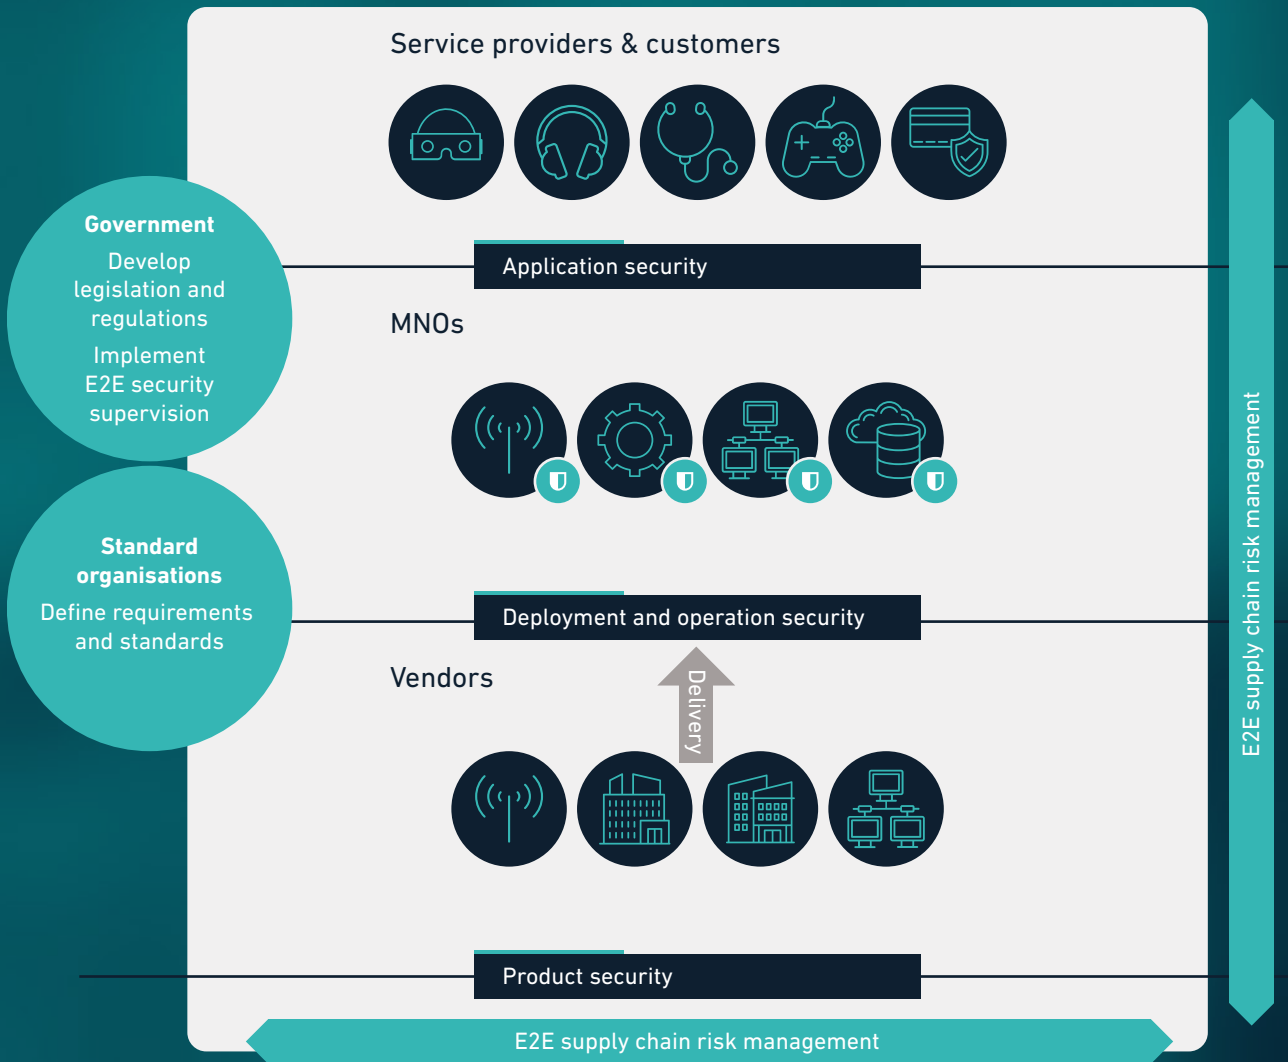 Service providers & customers
Government
Develop
legislation and
regulations
Implement
E2E security
supervision
Application security
MNOs
Standard
organisations
Define requirements
and standards
Deployment and operation security
Vendors
Delivery
Product security
E2E supply chain risk management
E2E supply chain risk management